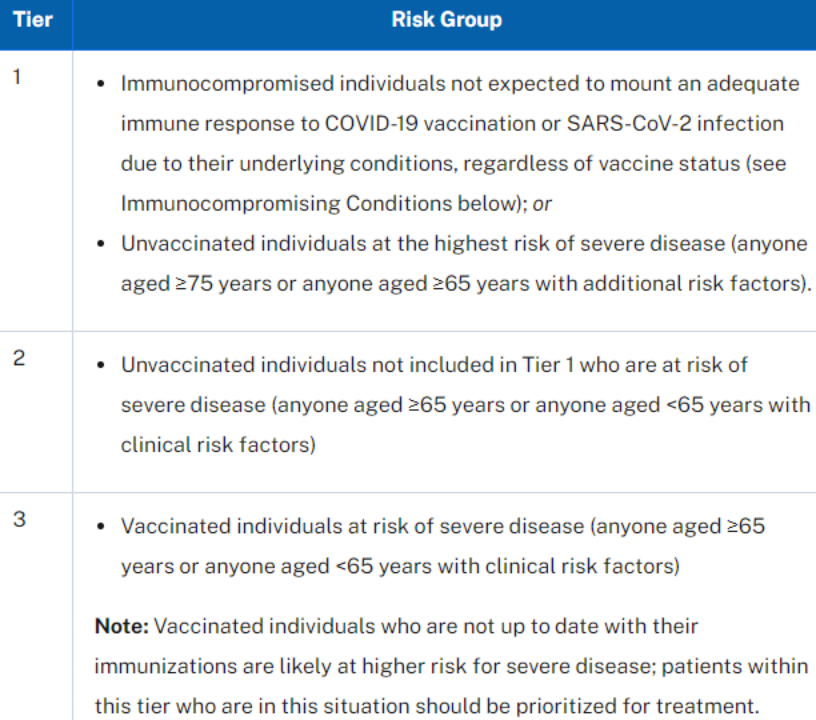 Tier Risk Group
1
• Immunocompromised individuals not expected to mount an adequate
immune response to COVID-19 vaccination or SARS-CoV-2 infection
due to their underlying conditions, regardless of vaccine status (see
Immunocompromising Conditions below); or
• Unvaccinated individuals at the highest risk of severe disease (anyone
aged ≥75 years or anyone aged ≥65 years with additional risk factors).
2
• Unvaccinated individuals not included in Tier 1 who are at risk of
severe disease (anyone aged ≥65 years or anyone aged <65 years with
clinical risk factors)
3
• Vaccinated individuals at risk of severe disease (anyone aged ≥65
years or anyone aged <65 years with clinical risk factors)
Note: Vaccinated individuals who are not up to date with their
immunizations are likely at higher risk for severe disease; patients within
this tier who are in this situation should be prioritized for treatment.